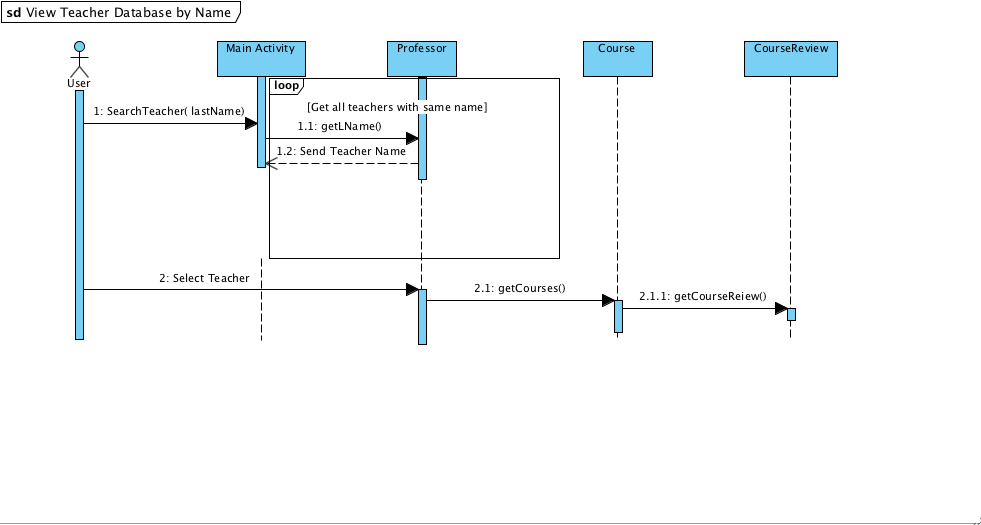 sd View Teacher Database by Name
Main Activity
Professor
Course
CourseReview
User
loop
[Get all teachers with same name]
1: SearchTeacher( lastName)
1.1: getLName()
1.2: Send Teacher Name
2: Select Teacher
2.1: getCourses()
2.1.1: getCourseReiew()